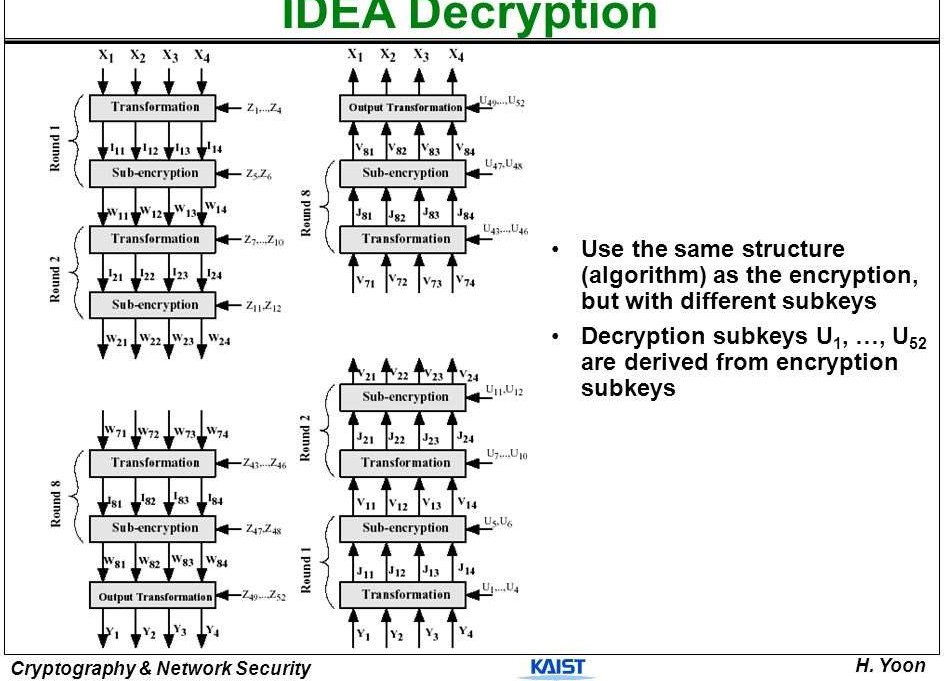 IDEA Decryption
X1 X2 X3 X4
Transformation
Z1,...,Z4
I11 I12 I13 I14
Round 1
Sub-encryption
Z5,Z6
W11 W12 W13 W14
Transformation
Z7,...,Z10
I21 I22 I23 I24
Round 2
Sub-encryption
Z11,Z12
W21 W22 W23 W24
W71 W72 W73 W74
Transformation
Z43,...,Z46
I81 I82 I83 I84
Round 8
Sub-encryption
Z47,Z48
W81 W82 W83 W84
Output Transformation
Z49,...,Z52
Y1 Y2 Y3 Y4
X1 X2 X3 X4
Output Transformation
U49,...,U52
V81 V82 V83 V84
Sub-encryption
U47,U48
Round 8
J81 J82 J83 J84
Transformation
U43,...,U46
V71 V72 V73 V74
V21 V22 V23 V24
Sub-encryption
U11,U12
Round 2
J21 J22 J23 J24
Transformation
U7,...,U10
V11 V12 V13 V14
Sub-encryption
U5,U6
Round 1
J11 J12 J13 J14
Transformation
U1,...,U4
Y1 Y2 Y3 Y4
• Use the same structure
(algorithm) as the encryption,
but with different subkeys
• Decryption subkeys U1, …, U52
are derived from encryption
subkeys
Cryptography & Network Security
KAIST
H. Yoon